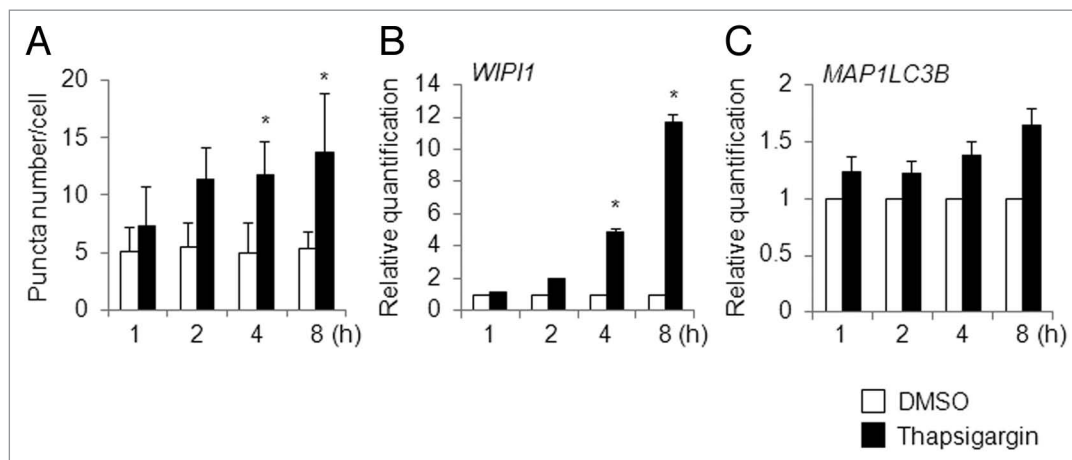 A
Puncta number/cell
20
15
10
5
0
*
*
1 2 4 8 (h)
B
WIPI1
Relative quantification
14
12
10
8
6
4
2
0
*
*
1 2 4 8 (h)
C
MAP1LC3B
Relative quantification
2
1.5
1
0.5
0
1 2 4 8 (h)
DMSO
Thapsigargin